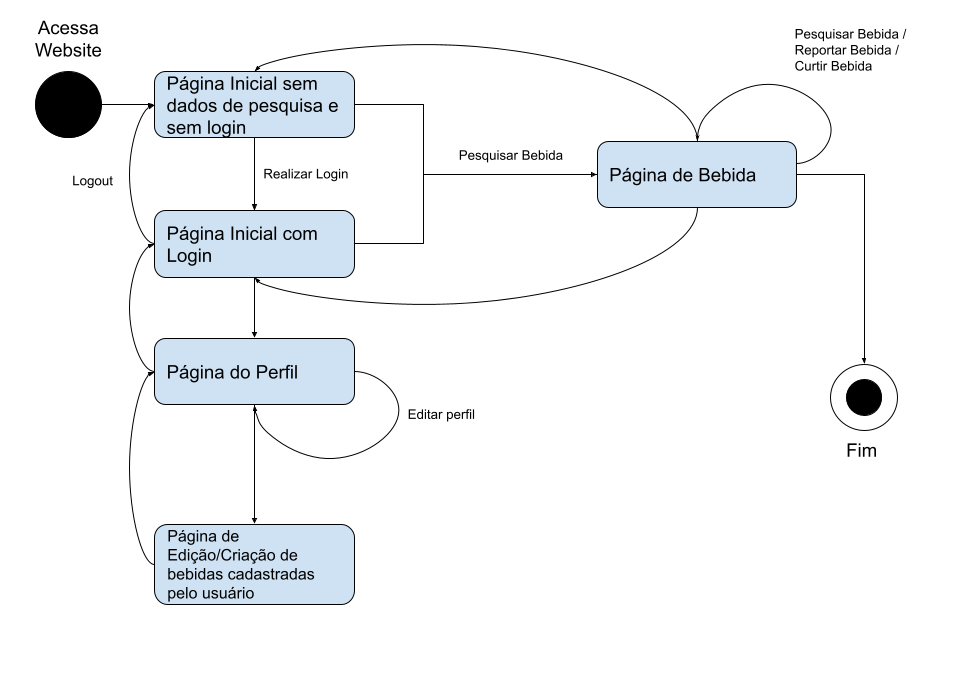 Acessa
Website
Pesquisar Bebida /
Reportar Bebida /
Curtir Bebida
Página Inicial sem
dados de pesquisa e
sem login
Pesquisar Bebida
Página de Bebida
Realizar Login
Logout
Página Inicial com
Login
Página do Perfil
Editar perfil
Fim
Página de
Edição/Criação de
bebidas cadastradas
pelo usuário